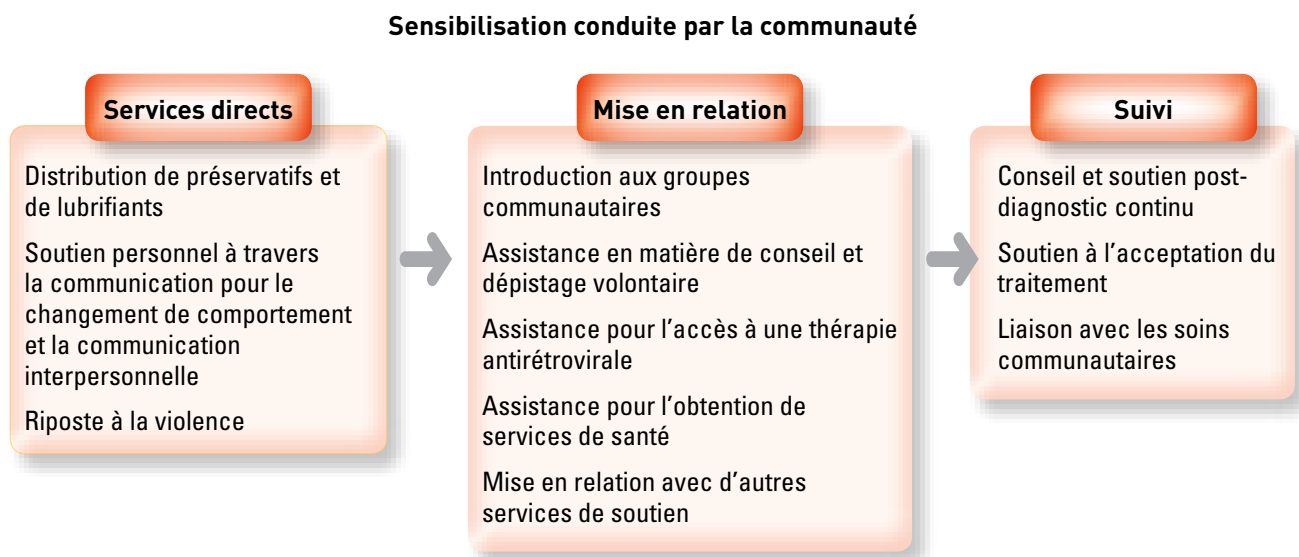 Sensibilisation conduite par la communauté
Services directs
Distribution de préservatifs et
de lubrifiants
Soutien personnel à travers
la communication pour le
changement de comportement
et la communication
interpersonnelle
Riposte à la violence
Mise en relation
Introduction aux groupes
communautaires
Assistance en matière de conseil et
dépistage volontaire
Assistance pour l’accès à une thérapie
antirétrovirale
Assistance pour l’obtention de
services de santé
Mise en relation avec d’autres
services de soutien
Suivi
Conseil et soutien post-
diagnostic continu
Soutien à l’acceptation du
traitement
Liaison avec les soins
communautaires